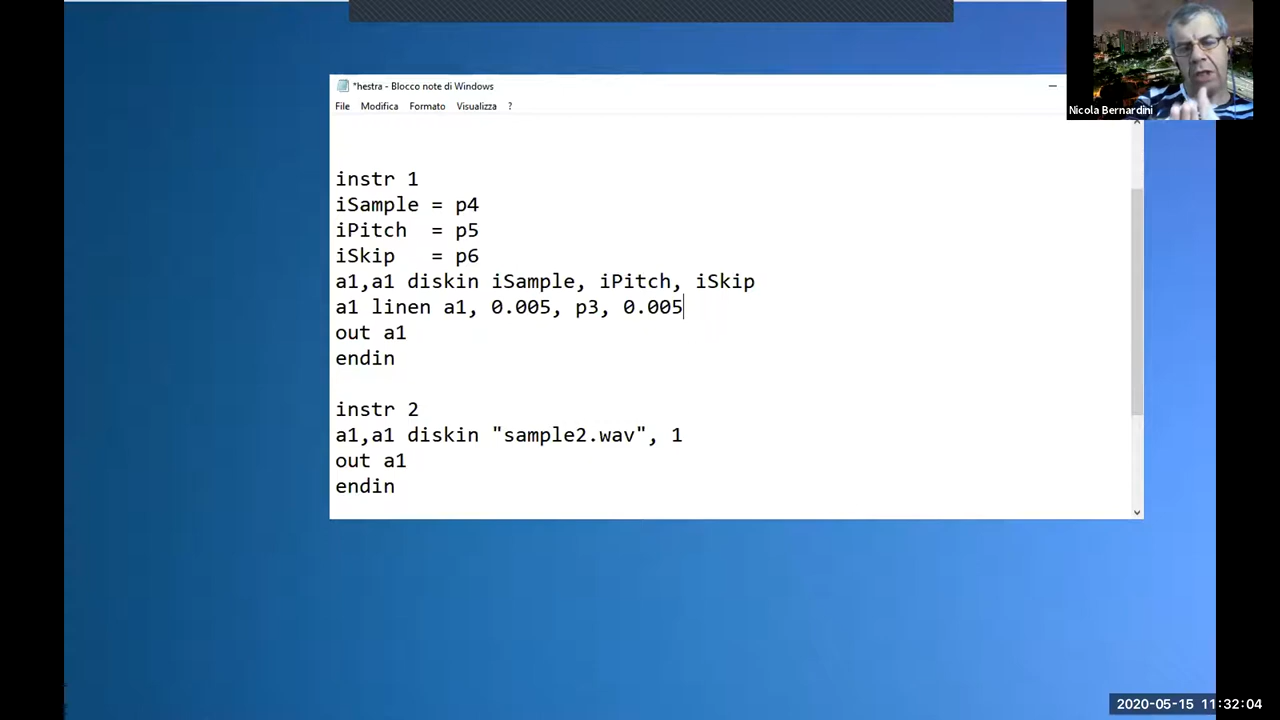 *hestra - Blocco note di Windows
File Modifica Formato Visualizza ?
Nicola Bernardini
instr 1
iSample = p4
iPitch  = p5
iSkip   = p6
a1,a1 diskin iSample, iPitch, iSkip
a1 linen a1, 0.005, p3, 0.005
out a1
endin
instr 2
a1,a1 diskin "sample2.wav", 1
out a1
endin
2020-05-15 11:32:04